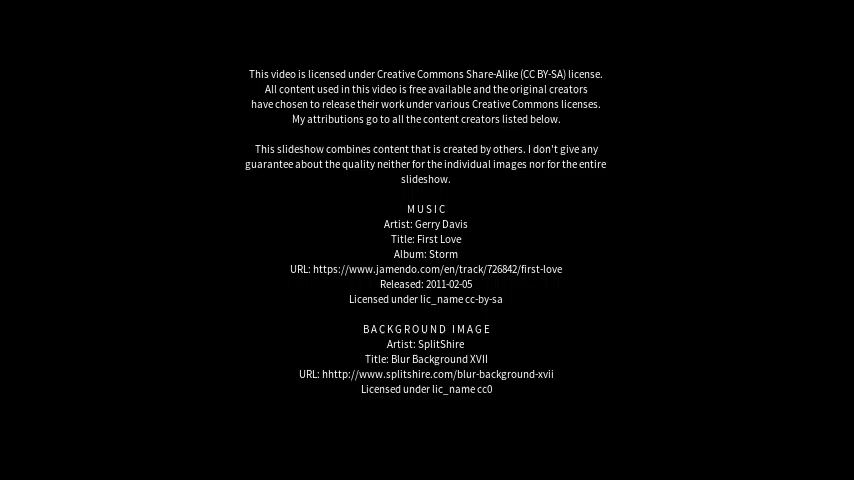 This video is licensed under Creative Commons Share-Alike (CC BY-SA) license.
All content used in this video is free available and the original creators
have chosen to release their work under various Creative Commons licenses.
My attributions go to all the content creators listed below.
This slideshow combines content that is created by others. I don't give any
guarantee about the quality neither for the individual images nor for the entire
slideshow.
MUSIC
Artist: Gerry Davis
Title: First Love
Album: Storm
URL: https://www.jamendo.com/en/track/726842/first-love
Released: 2011-02-05
Licensed under lic_name cc-by-sa
BACKGROUND IMAGE
Artist: SplitShire
Title: Blur Background XVII
URL: hhttp://www.splitshire.com/blur-background-xvii
Licensed under lic_name cc0